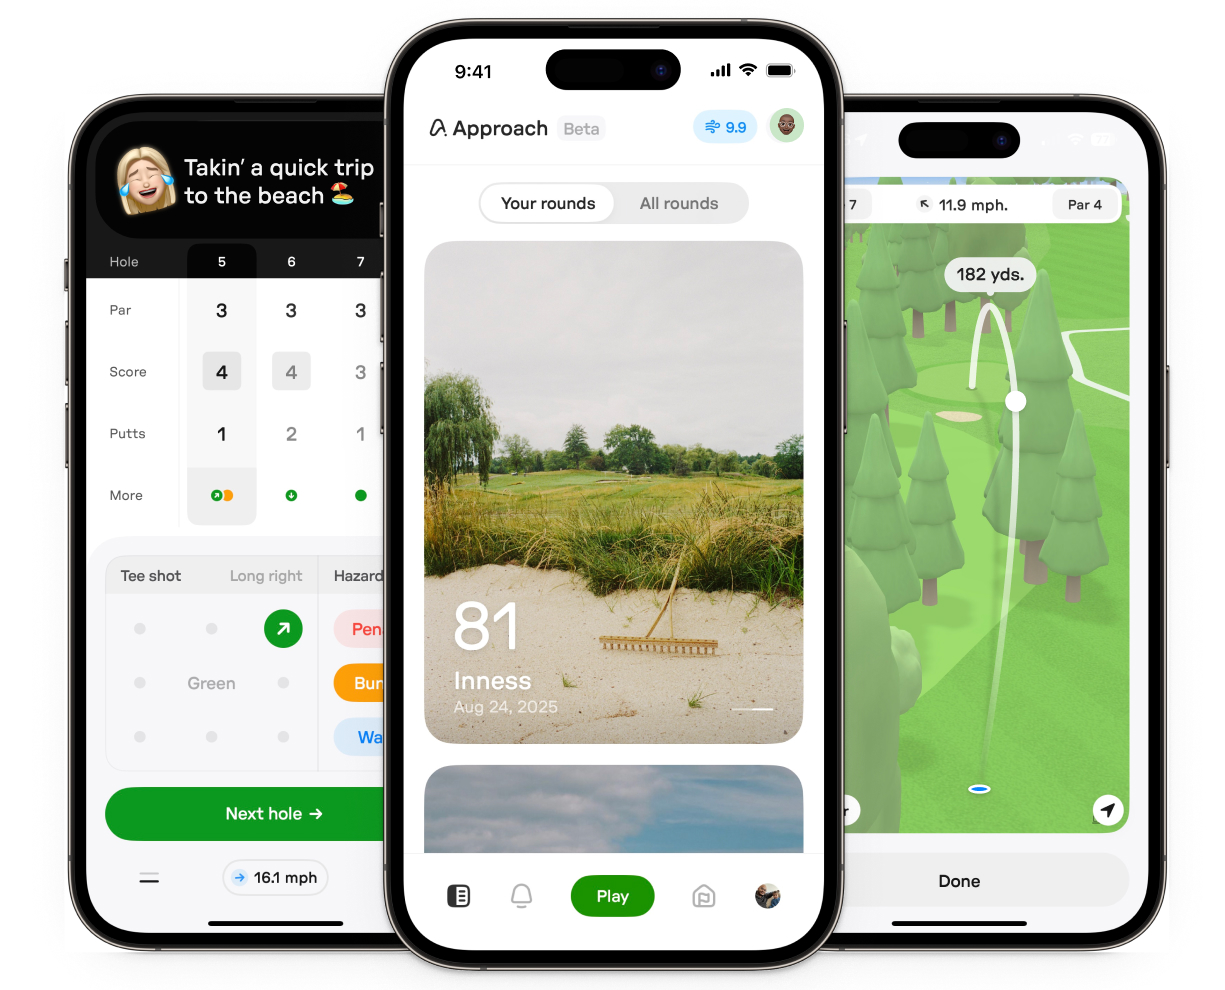 Takin' a quick trip
to the beach 🏖️
Hole 5 6 7
Par 3 3 3
Score 4 4 3
Putts 1 2 1
More
Tee shot Long right Hazard
Pen
Green
Bun
Wa
Next hole →
16.1 mph
9:41
Approach Beta 9.9
Your rounds All rounds
81
Inness
Aug 24, 2025
Play
7 11.9 mph. Par 4
182 yds.
r
Done